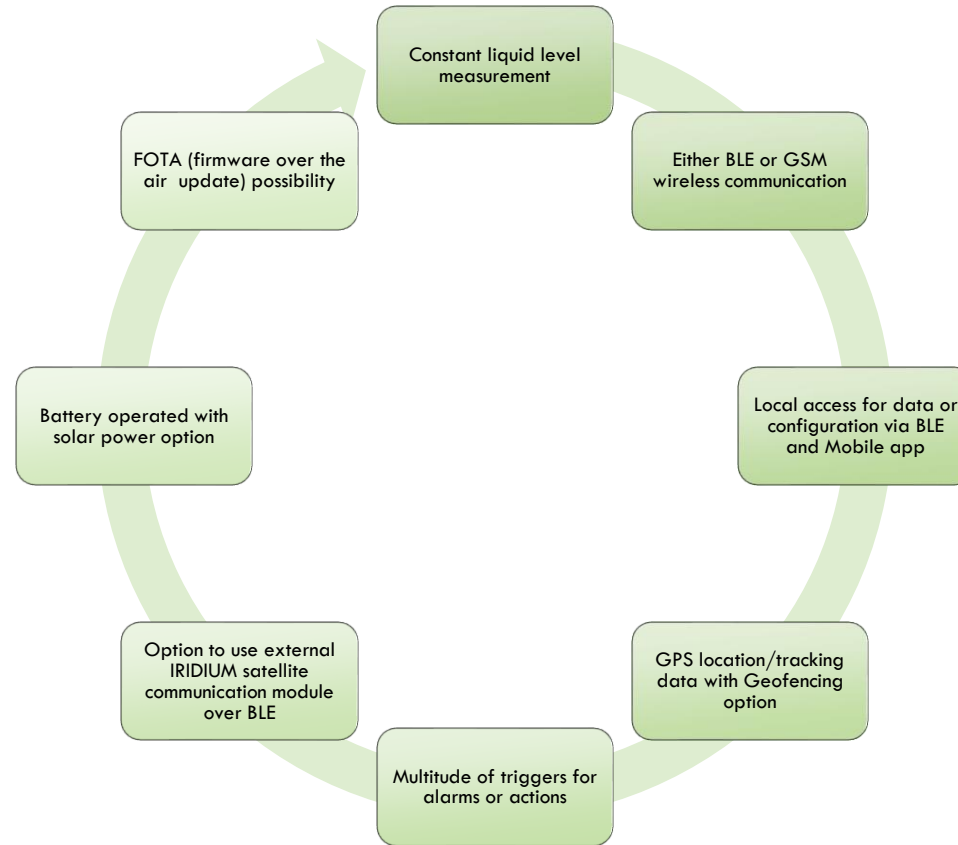 Constant liquid level
measurement
Either BLE or GSM
wireless communication
Local access for data or
configuration via BLE
and Mobile app
GPS location/tracking
data with Geofencing
option
Multitude of triggers for
alarms or actions
Option to use external
IRIDIUM satellite
communication module
over BLE
Battery operated with
solar power option
FOTA (firmware over the
air  update) possibility